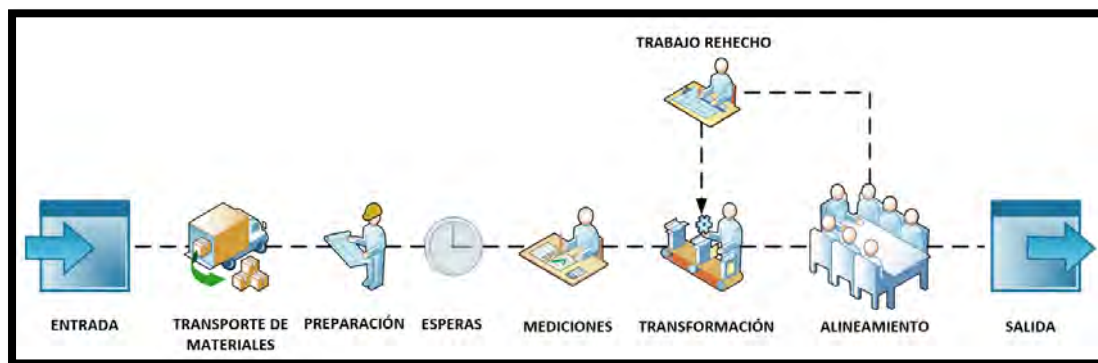 TRABAJO REHECHO
ENTRADA
TRANSPORTE DE
MATERIALES
PREPARACIÓN
ESPERAS
MEDICIONES
TRANSFORMACIÓN
ALINEAMIENTO
SALIDA